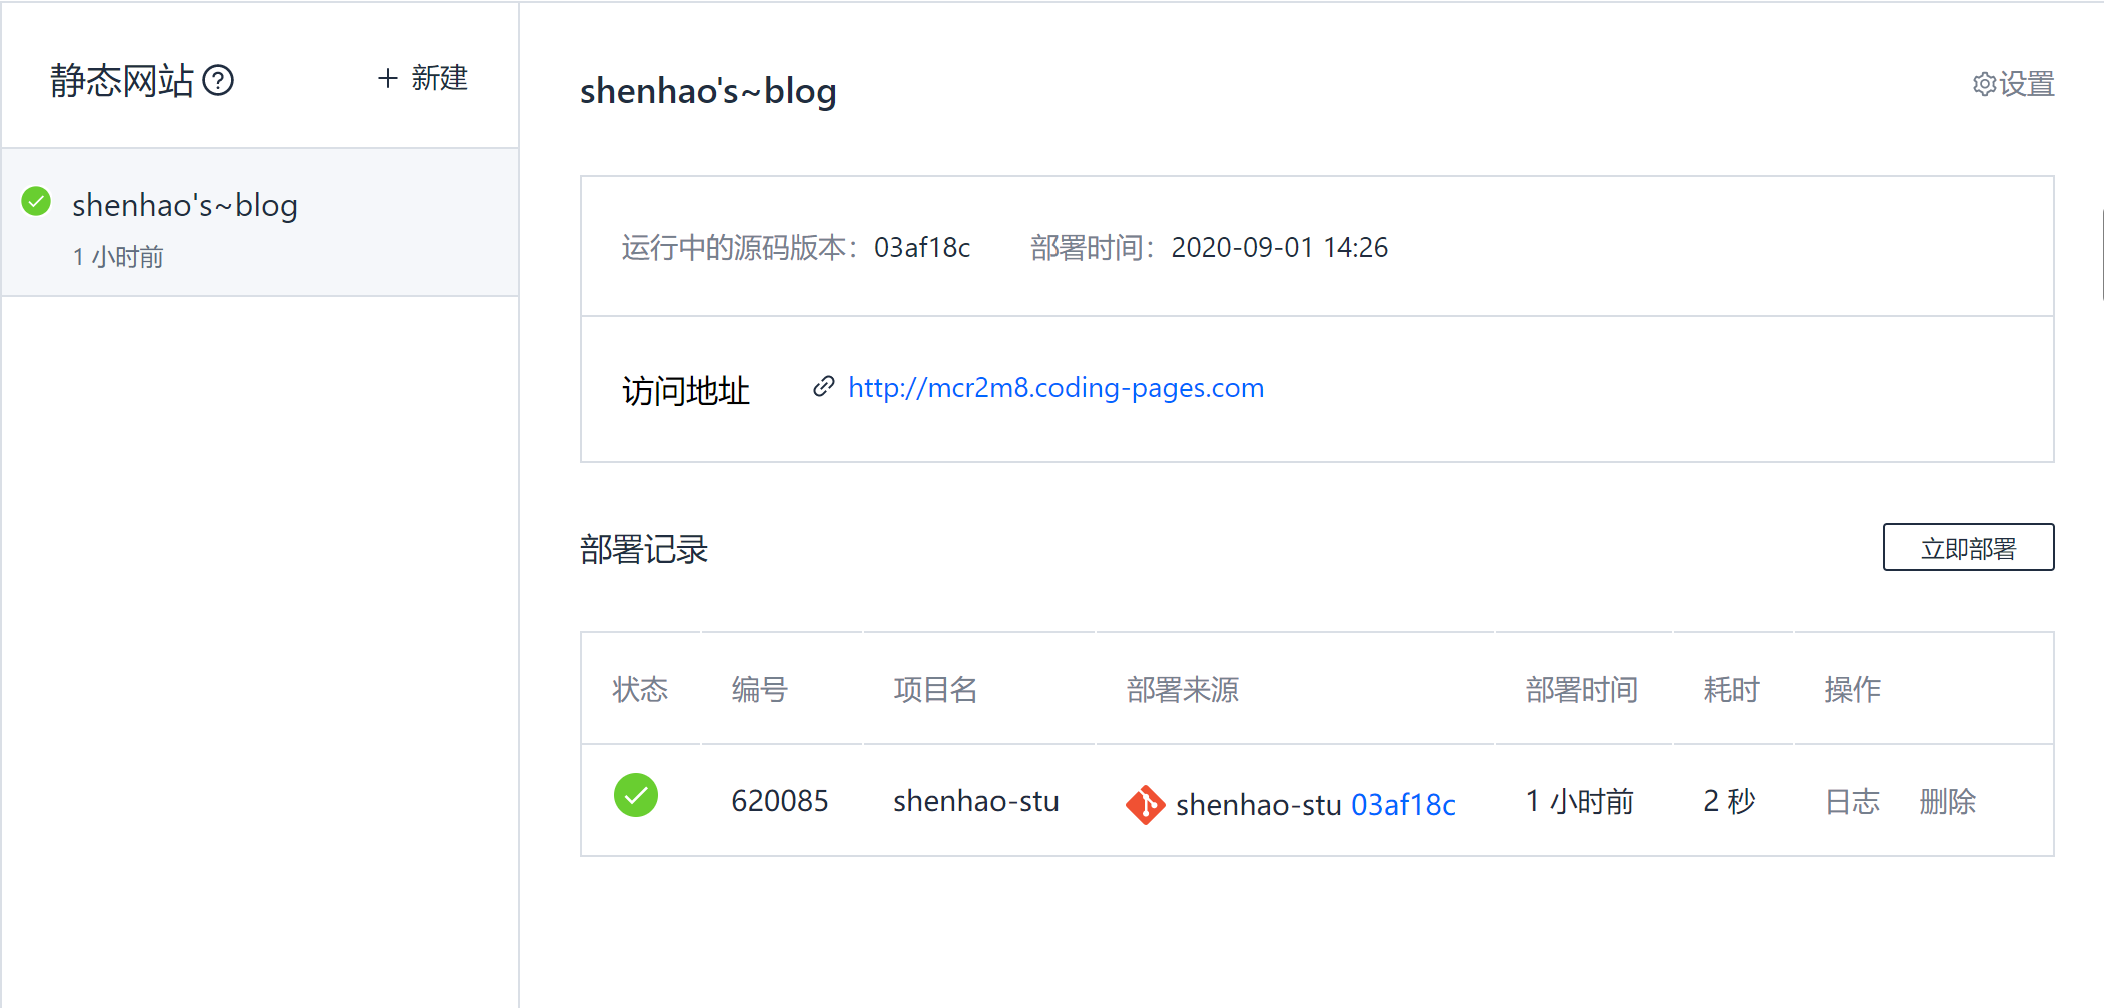 静态网站 ?
+ 新建
shenhao's~blog
1 小时前
shenhao's~blog
设置
运行中的源码版本：03af18c 部署时间：2020-09-01 14:26
访问地址 http://mcr2m8.coding-pages.com
部署记录
立即部署
状态 编号 项目名 部署来源 部署时间 耗时 操作
620085 shenhao-stu shenhao-stu 03af18c 1 小时前 2 秒 日志 删除